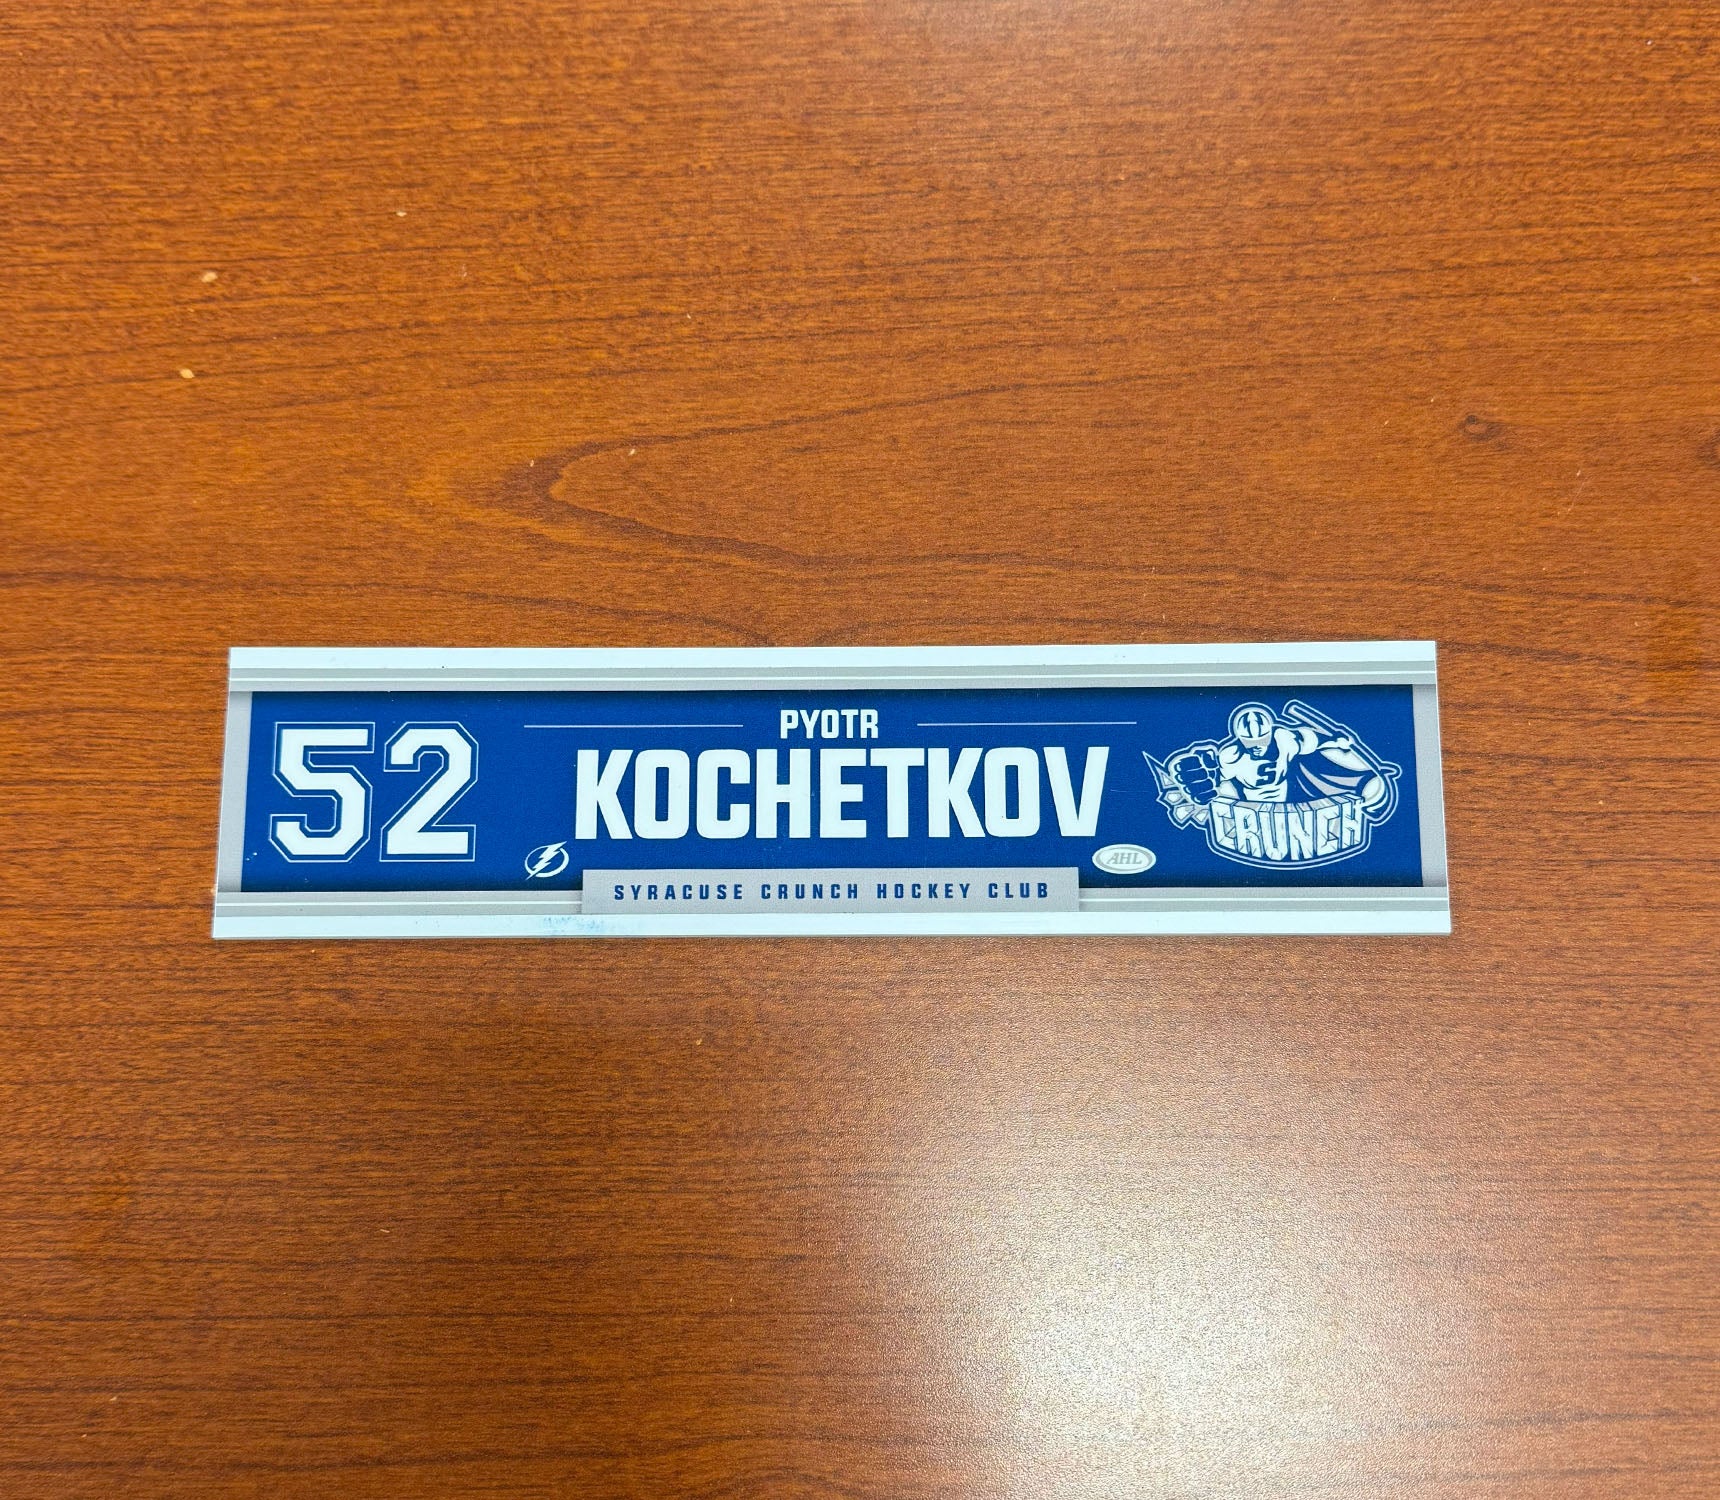 52
PYOTR
KOCHETKOV
S
CRUNCH
AHL
SYRACUSE CRUNCH HOCKEY CLUB